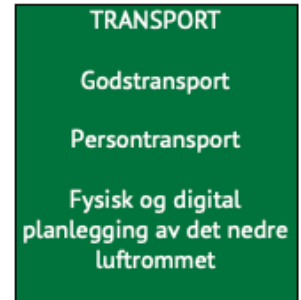 TRANSPORT
Godstransport
Persontransport
Fysisk og digital
planlegging av det nedre
luftrommet